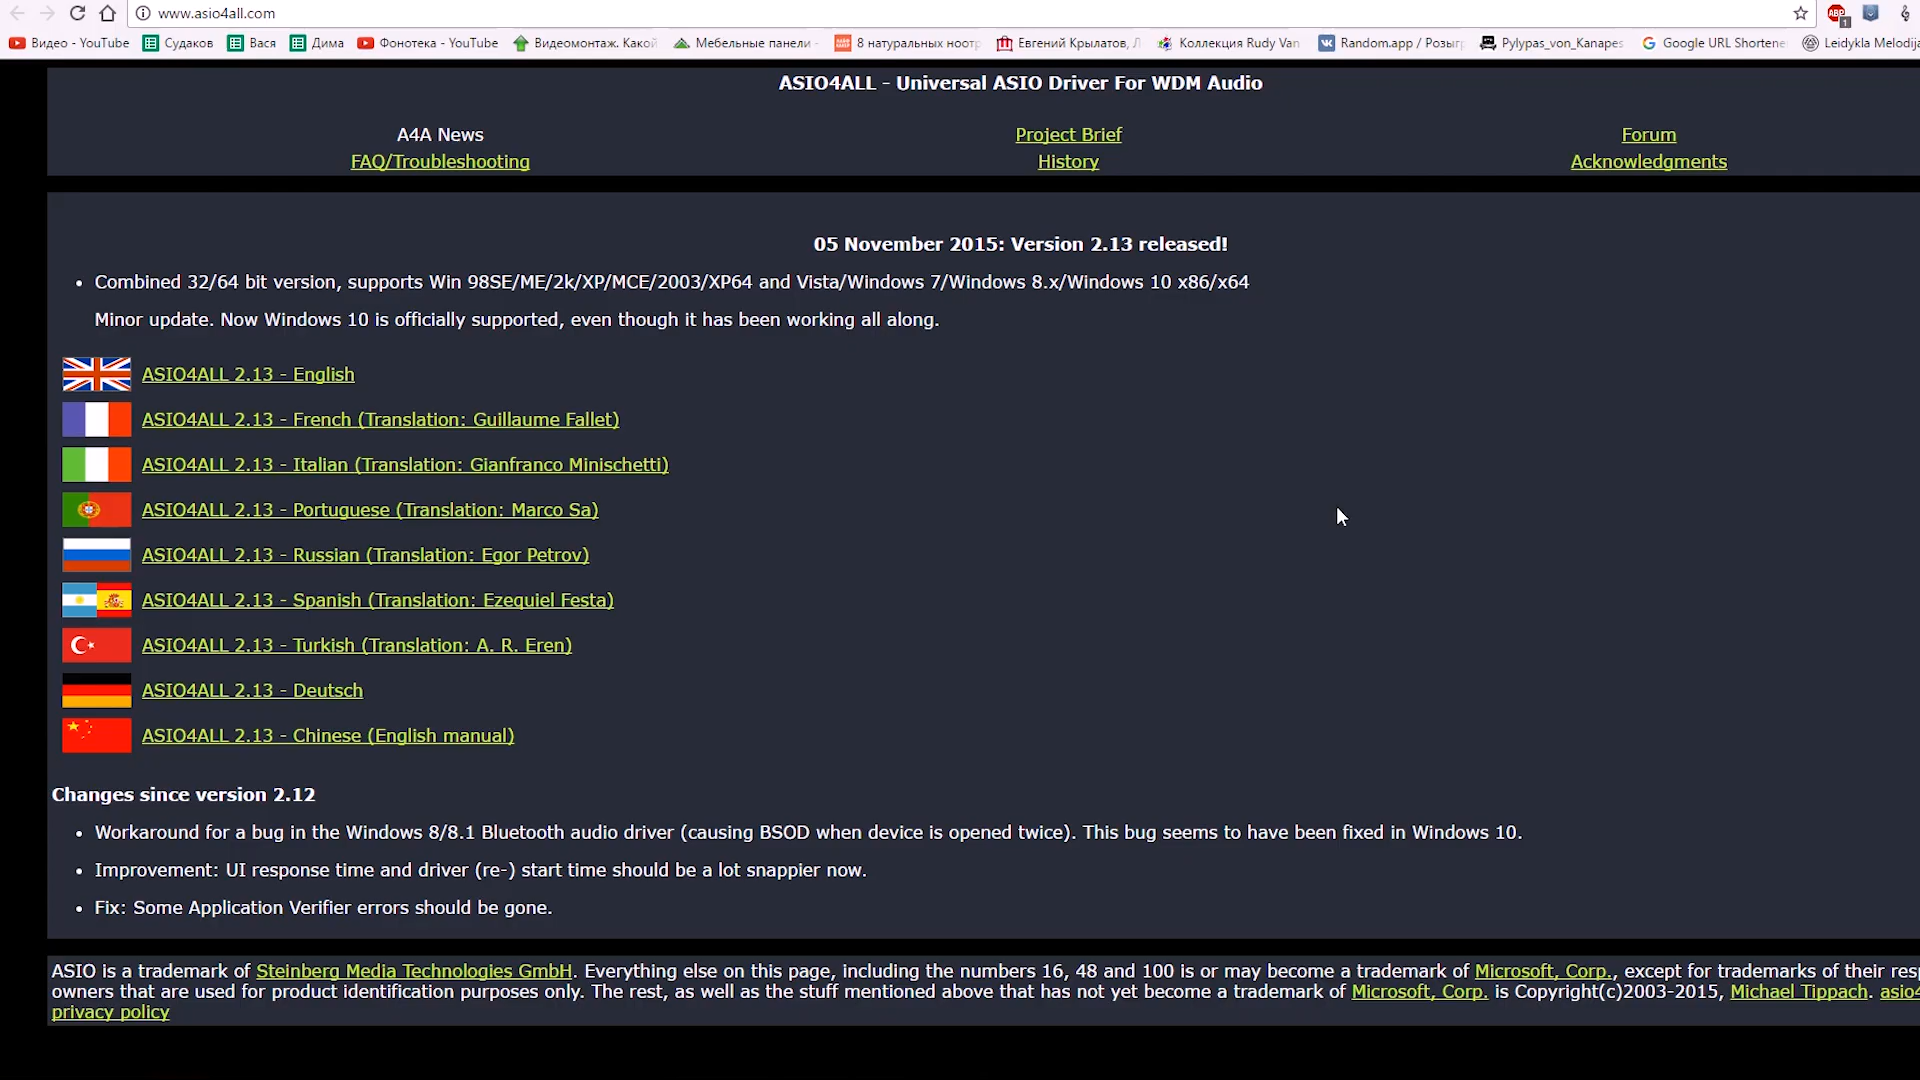 www.asio4all.com
Видео - YouTube Судаков Вася Дима Фонотека - YouTube Видеомонтаж. Какой Мебельные панели - 8 натуральных ноотр Евгений Крылатов, Л Коллекция Rudy Van Random.app / Розыг Pylypas_von_Kanapes Google URL Shortene Leidykla Melodija
ABP 1
ASIO4ALL - Universal ASIO Driver For WDM Audio
A4A News Project Brief Forum
FAQ/Troubleshooting History Acknowledgments
05 November 2015: Version 2.13 released!
• Combined 32/64 bit version, supports Win 98SE/ME/2k/XP/MCE/2003/XP64 and Vista/Windows 7/Windows 8.x/Windows 10 x86/x64
Minor update. Now Windows 10 is officially supported, even though it has been working all along.
ASIO4ALL 2.13 - English
ASIO4ALL 2.13 - French (Translation: Guillaume Fallet)
ASIO4ALL 2.13 - Italian (Translation: Gianfranco Minischetti)
ASIO4ALL 2.13 - Portuguese (Translation: Marco Sa)
ASIO4ALL 2.13 - Russian (Translation: Egor Petrov)
ASIO4ALL 2.13 - Spanish (Translation: Ezequiel Festa)
ASIO4ALL 2.13 - Turkish (Translation: A. R. Eren)
ASIO4ALL 2.13 - Deutsch
ASIO4ALL 2.13 - Chinese (English manual)
Changes since version 2.12
• Workaround for a bug in the Windows 8/8.1 Bluetooth audio driver (causing BSOD when device is opened twice). This bug seems to have been fixed in Windows 10.
• Improvement: UI response time and driver (re-) start time should be a lot snappier now.
• Fix: Some Application Verifier errors should be gone.
ASIO is a trademark of Steinberg Media Technologies GmbH. Everything else on this page, including the numbers 16, 48 and 100 is or may become a trademark of Microsoft, Corp., except for trademarks of their resp
owners that are used for product identification purposes only. The rest, as well as the stuff mentioned above that has not yet become a trademark of Microsoft, Corp. is Copyright(c)2003-2015, Michael Tippach. asio4
privacy policy